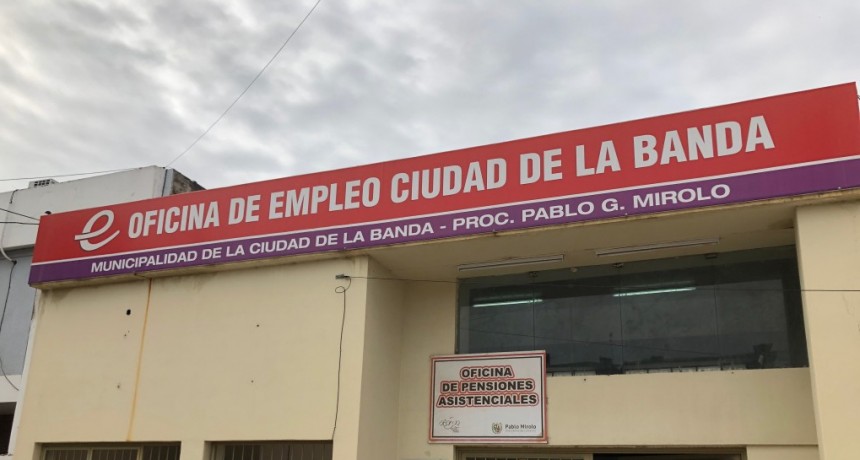 OFICINA DE EMPLEO CIUDAD DE LA BANDA
MUNICIPALIDAD DE LA CIUDAD DE LA BANDA - PROC. PABLO G. MIROLO
OFICINA
DE PENSIONES
ASISTENCIALES
Pablo Mirolo